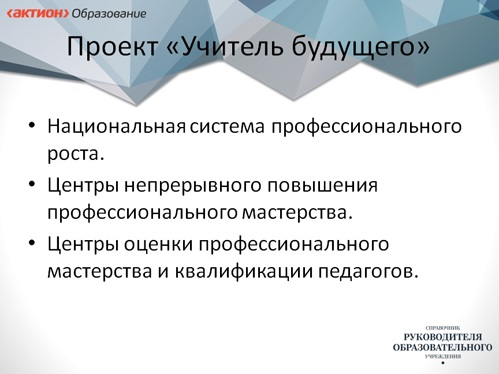 ‹актион› Образование
Проект «Учитель будущего»
• Национальная система профессионального
роста.
• Центры непрерывного повышения
профессионального мастерства.
• Центры оценки профессионального
мастерства и квалификации педагогов.
СПРАВОЧНИК
РУКОВОДИТЕЛЯ
ОБРАЗОВАТЕЛЬНОГО
УЧРЕЖДЕНИЯ